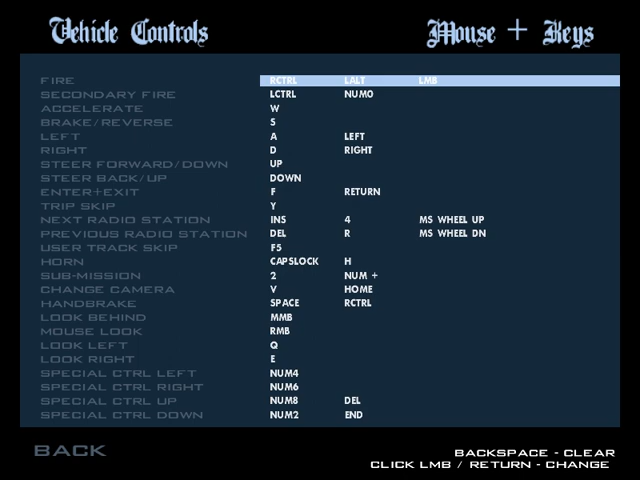 Vehicle Controls Mouse + Keys
FIRE RCTRL LALT LMB
SECONDARY FIRE LCTRL NUM0
ACCELERATE W
BRAKE/REVERSE S
LEFT A LEFT
RIGHT D RIGHT
STEER FORWARD/DOWN UP
STEER BACK/UP DOWN
ENTER+EXIT F RETURN
TRIP SKIP Y
NEXT RADIO STATION INS 4 MS WHEEL UP
PREVIOUS RADIO STATION DEL R MS WHEEL DN
USER TRACK SKIP F5
HORN CAPSLOCK H
SUB-MISSION 2 NUM +
CHANGE CAMERA V HOME
HANDBRAKE SPACE RCTRL
LOOK BEHIND MMB
MOUSE LOOK RMB
LOOK LEFT Q
LOOK RIGHT E
SPECIAL CTRL LEFT NUM4
SPECIAL CTRL RIGHT NUM6
SPECIAL CTRL UP NUM8 DEL
SPECIAL CTRL DOWN NUM2 END
BACK BACKSPACE - CLEAR
CLICK LMB / RETURN - CHANGE